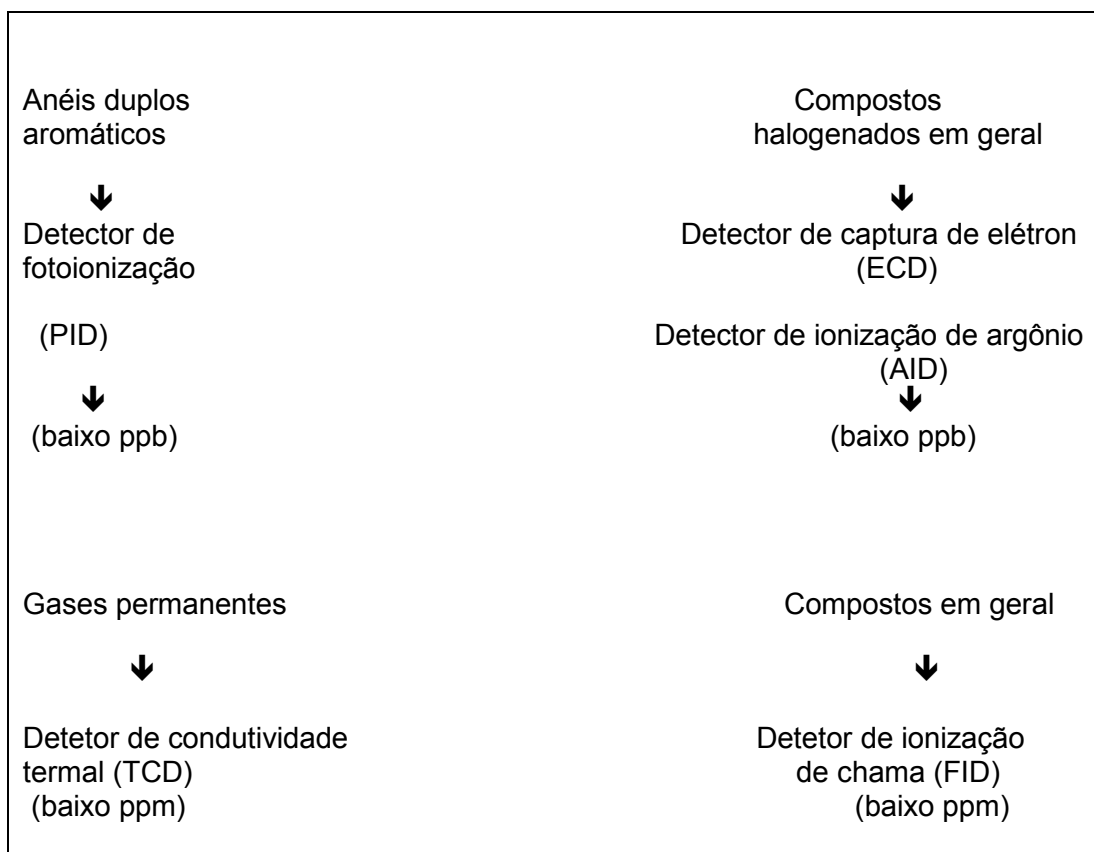 Anéis duplos
aromáticos
Detector de
fotoionização
(PID)
(baixo ppb)
Compostos
halogenados em geral
Detector de captura de elétron
(ECD)
Detector de ionização de argônio
(AID)
(baixo ppb)
Gases permanentes
Detetor de condutividade
termal (TCD)
(baixo ppm)
Compostos em geral
Detetor de ionização
de chama (FID)
(baixo ppm)